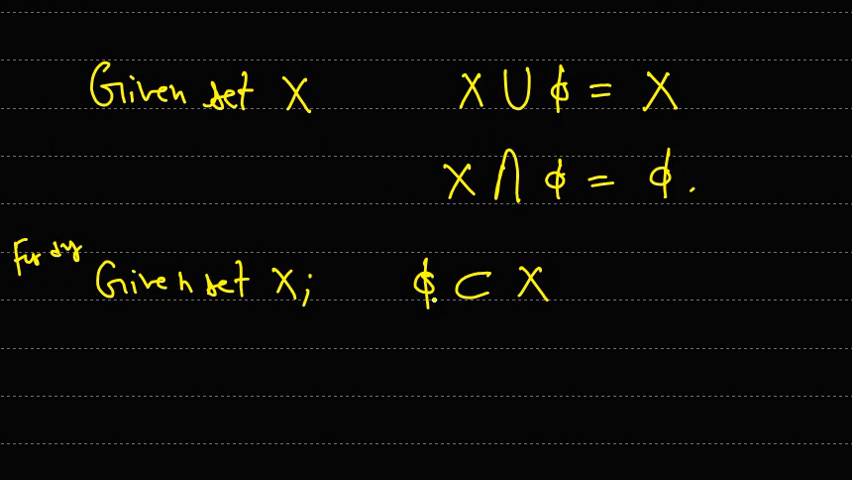 Given set X X ∪ ϕ = X
X ∩ ϕ = ϕ.
For any Given set X; ϕ ⊂ X